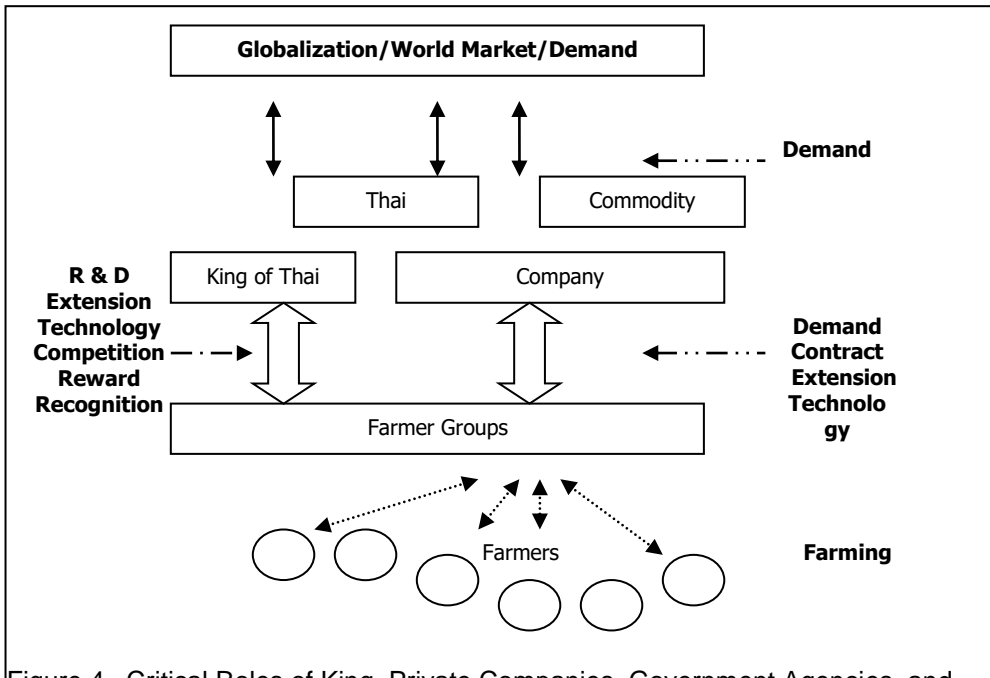 Globalization/World Market/Demand
Demand
Thai
Commodity
King of Thai
Company
R & D
Extension
Technology
Competition
Reward
Recognition
Demand
Contract
Extension
Technolo
gy
Farmer Groups
Farmers
Farming
Figure 4. Critical Roles of King, Private Companies, Government Agencies, and